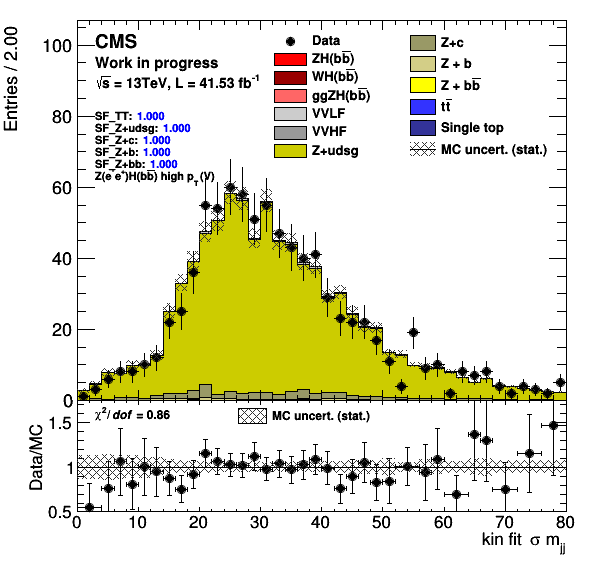 CMS
Work in progress
√s = 13TeV, L = 41.53 fb⁻¹
SF_TT: 1.000
SF_Z+udsg: 1.000
SF_Z+c: 1.000
SF_Z+b: 1.000
SF_Z+bb: 1.000
Z(e⁻e⁺)H(bb̅) high p_T(V)
Data
ZH(bb̅)
WH(bb̅)
ggZH(bb̅)
VVLF
VVHF
Z+udsg
Z+c
Z + b
Z + bb̅
tt̅
Single top
MC uncert. (stat.)
Entries / 2.00
100
80
60
40
20
0
χ²/dof = 0.86
MC uncert. (stat.)
Data/MC
1.5
1
0.5
0 10 20 30 40 50 60 70 80
kin fit σ m_jj